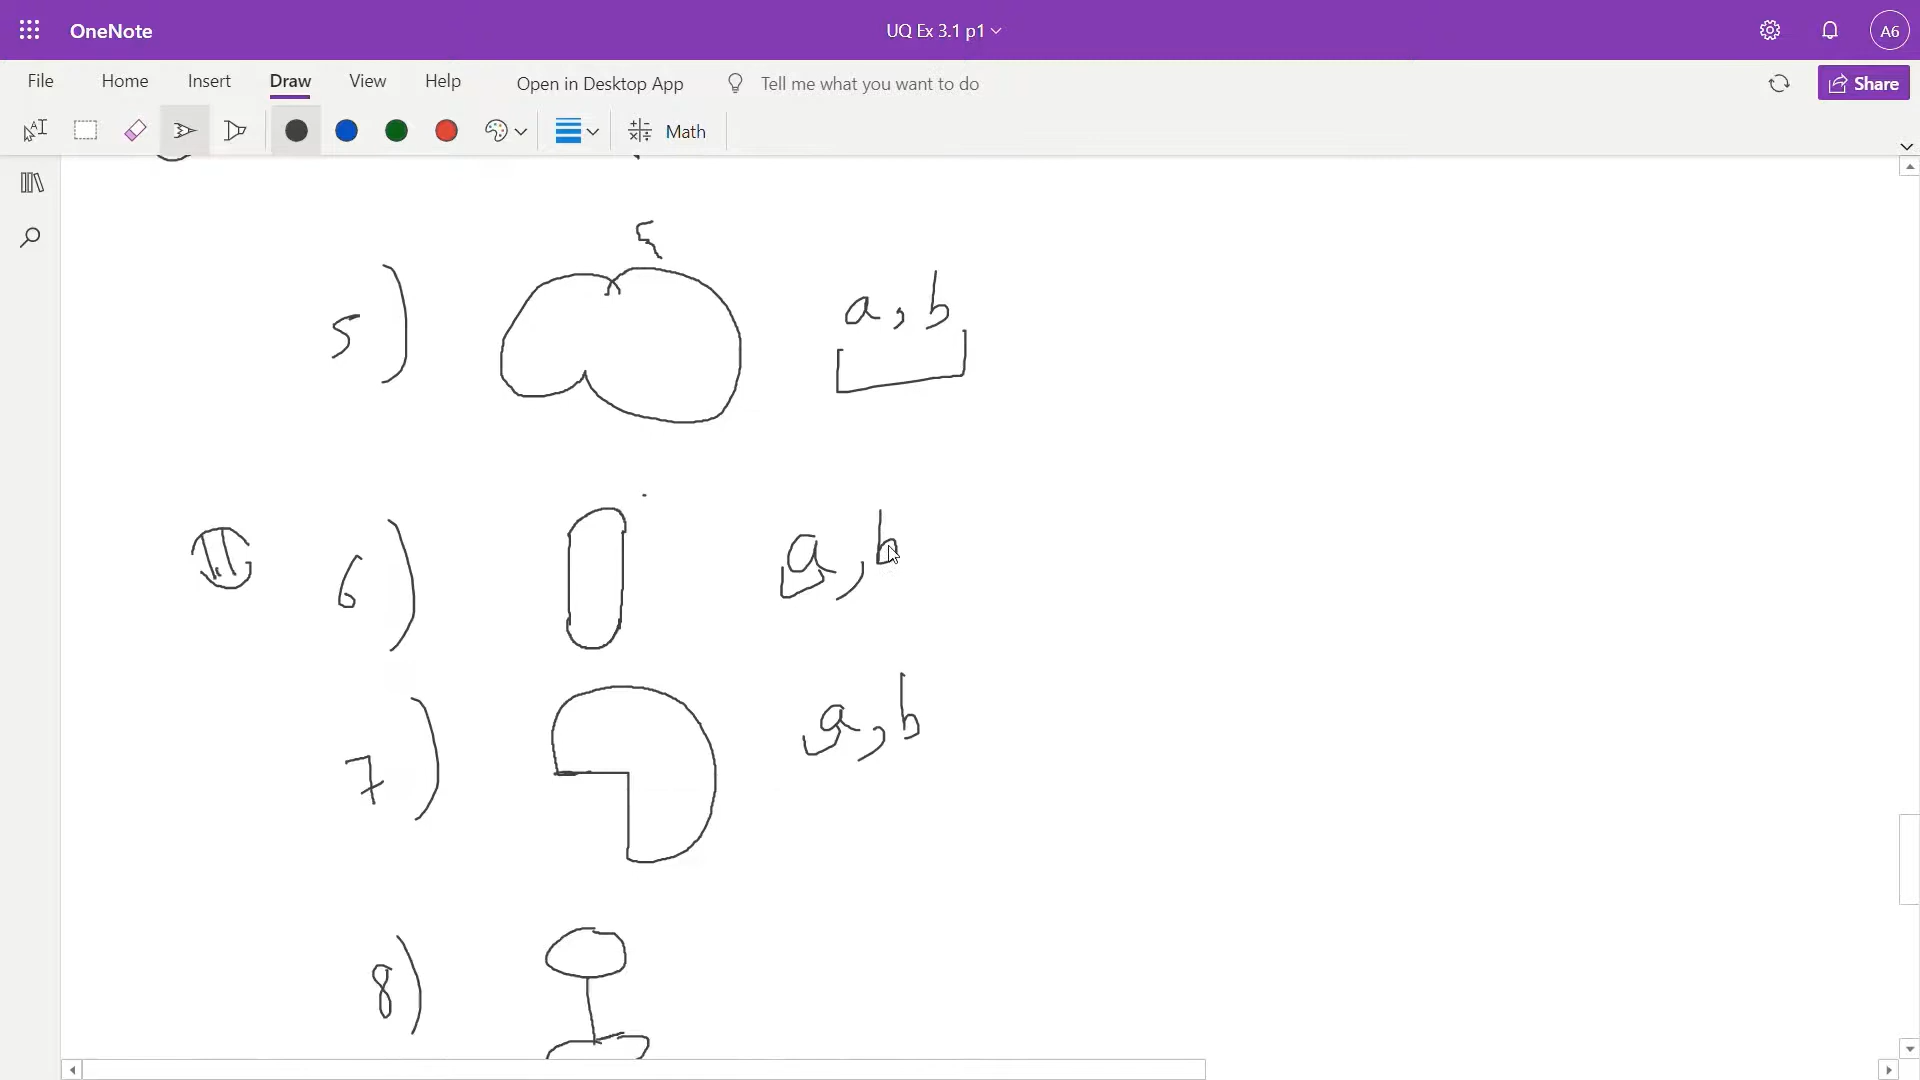 OneNote
UQ Ex 3.1 p1
A6
File Home Insert Draw View Help Open in Desktop App Tell me what you want to do
Share
Math
5) a, b
6) a, b
7) a, b
8)